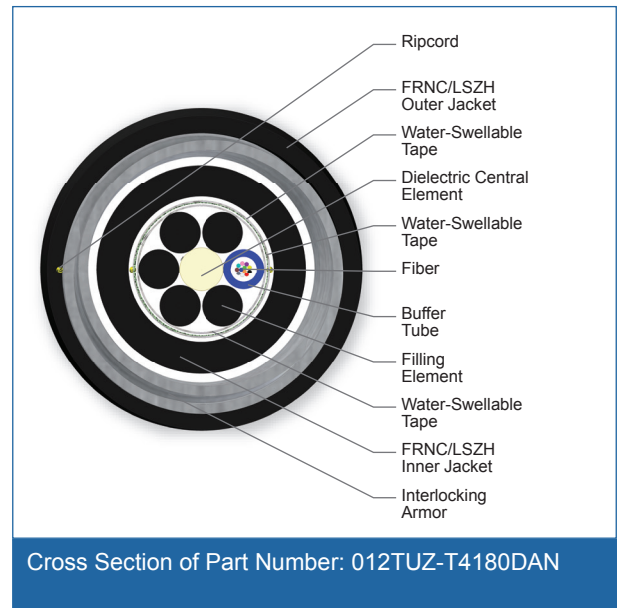 Ripcord
FRNC/LSZH
Outer Jacket
Water-Swellable
Tape
Dielectric Central
Element
Water-Swellable
Tape
Fiber
Buffer
Tube
Filling
Element
Water-Swellable
Tape
FRNC/LSZH
Inner Jacket
Interlocking
Armor
Cross Section of Part Number: 012TUZ-T4180DAN